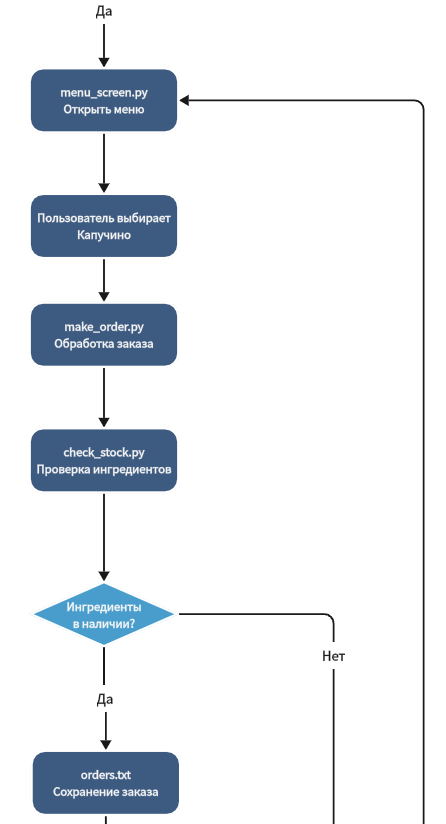 Да
menu_screen.py
Открыть меню
Пользователь выбирает
Капучино
make_order.py
Обработка заказа
check_stock.py
Проверка ингредиентов
Ингредиенты
в наличии?
Нет
Да
orders.txt
Сохранение заказа